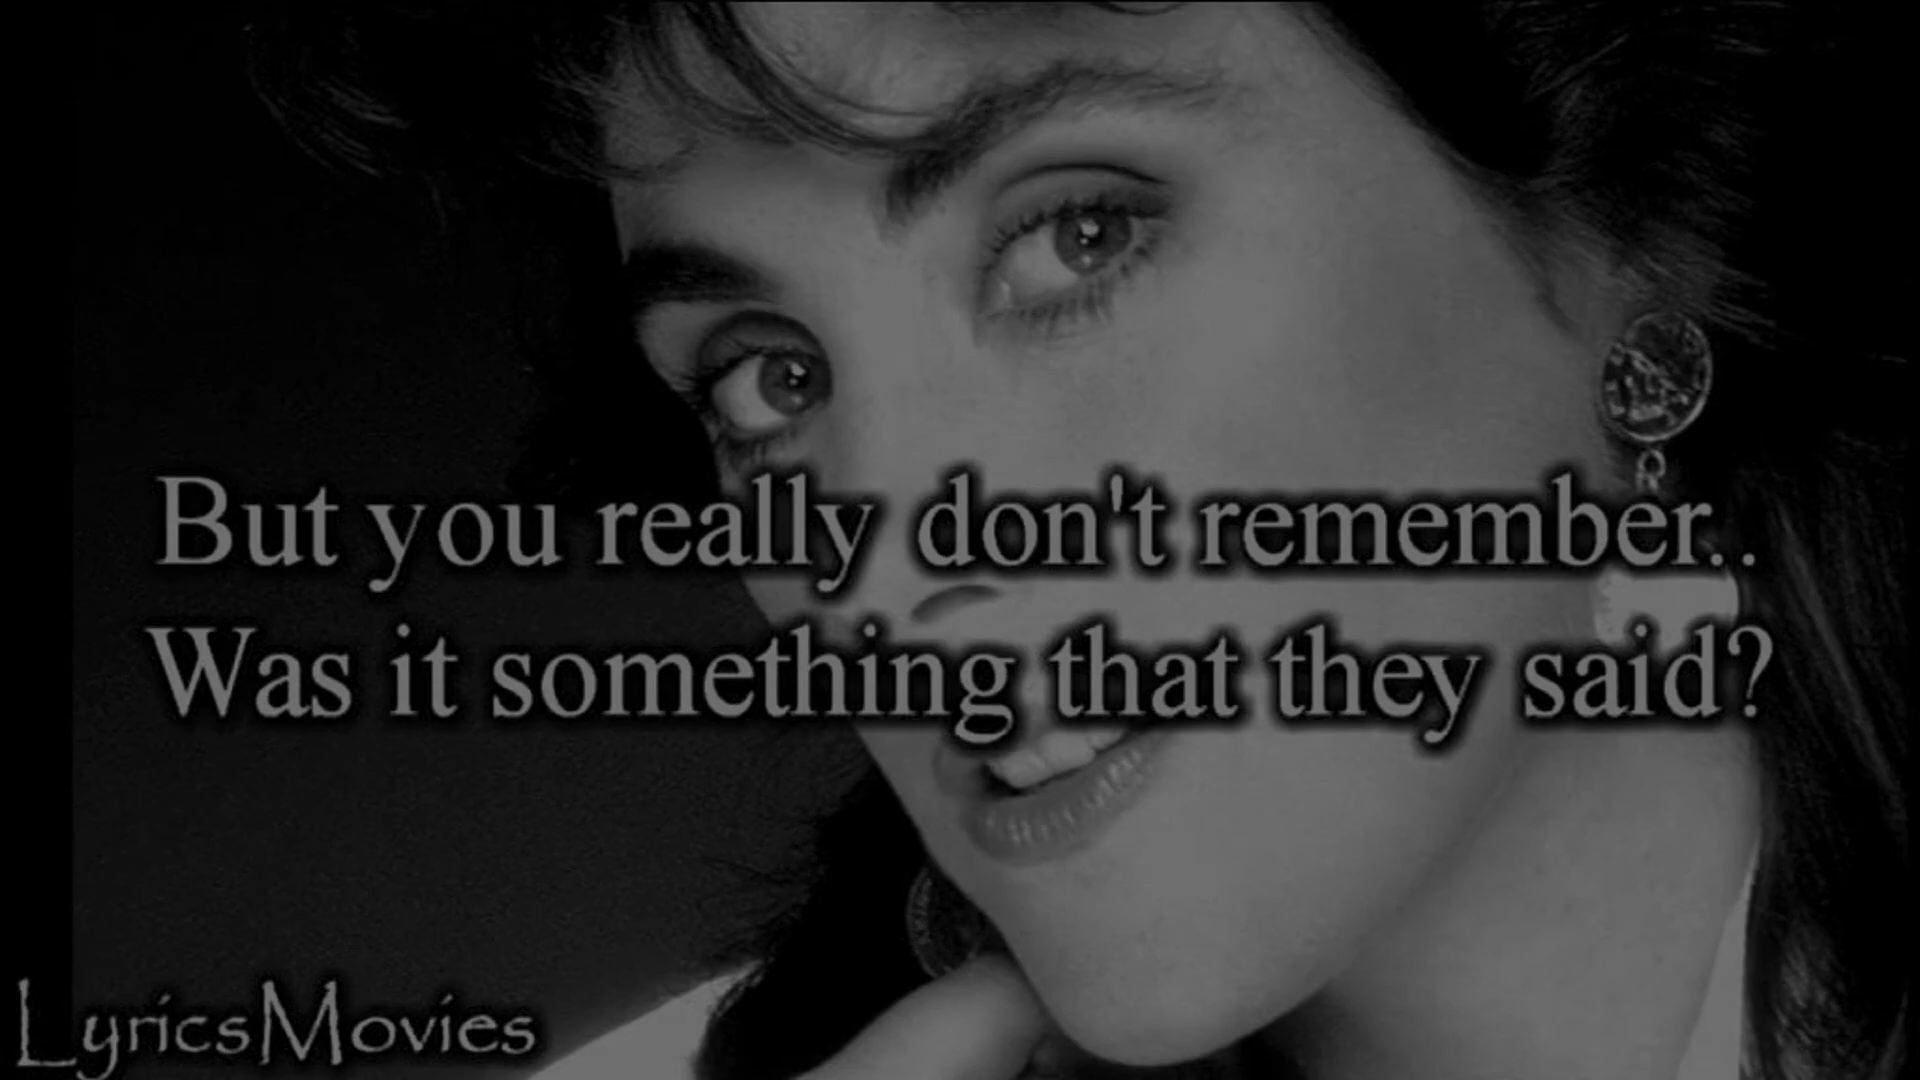 But you really don't remember..
Was it something that they said?
LyricsMovies